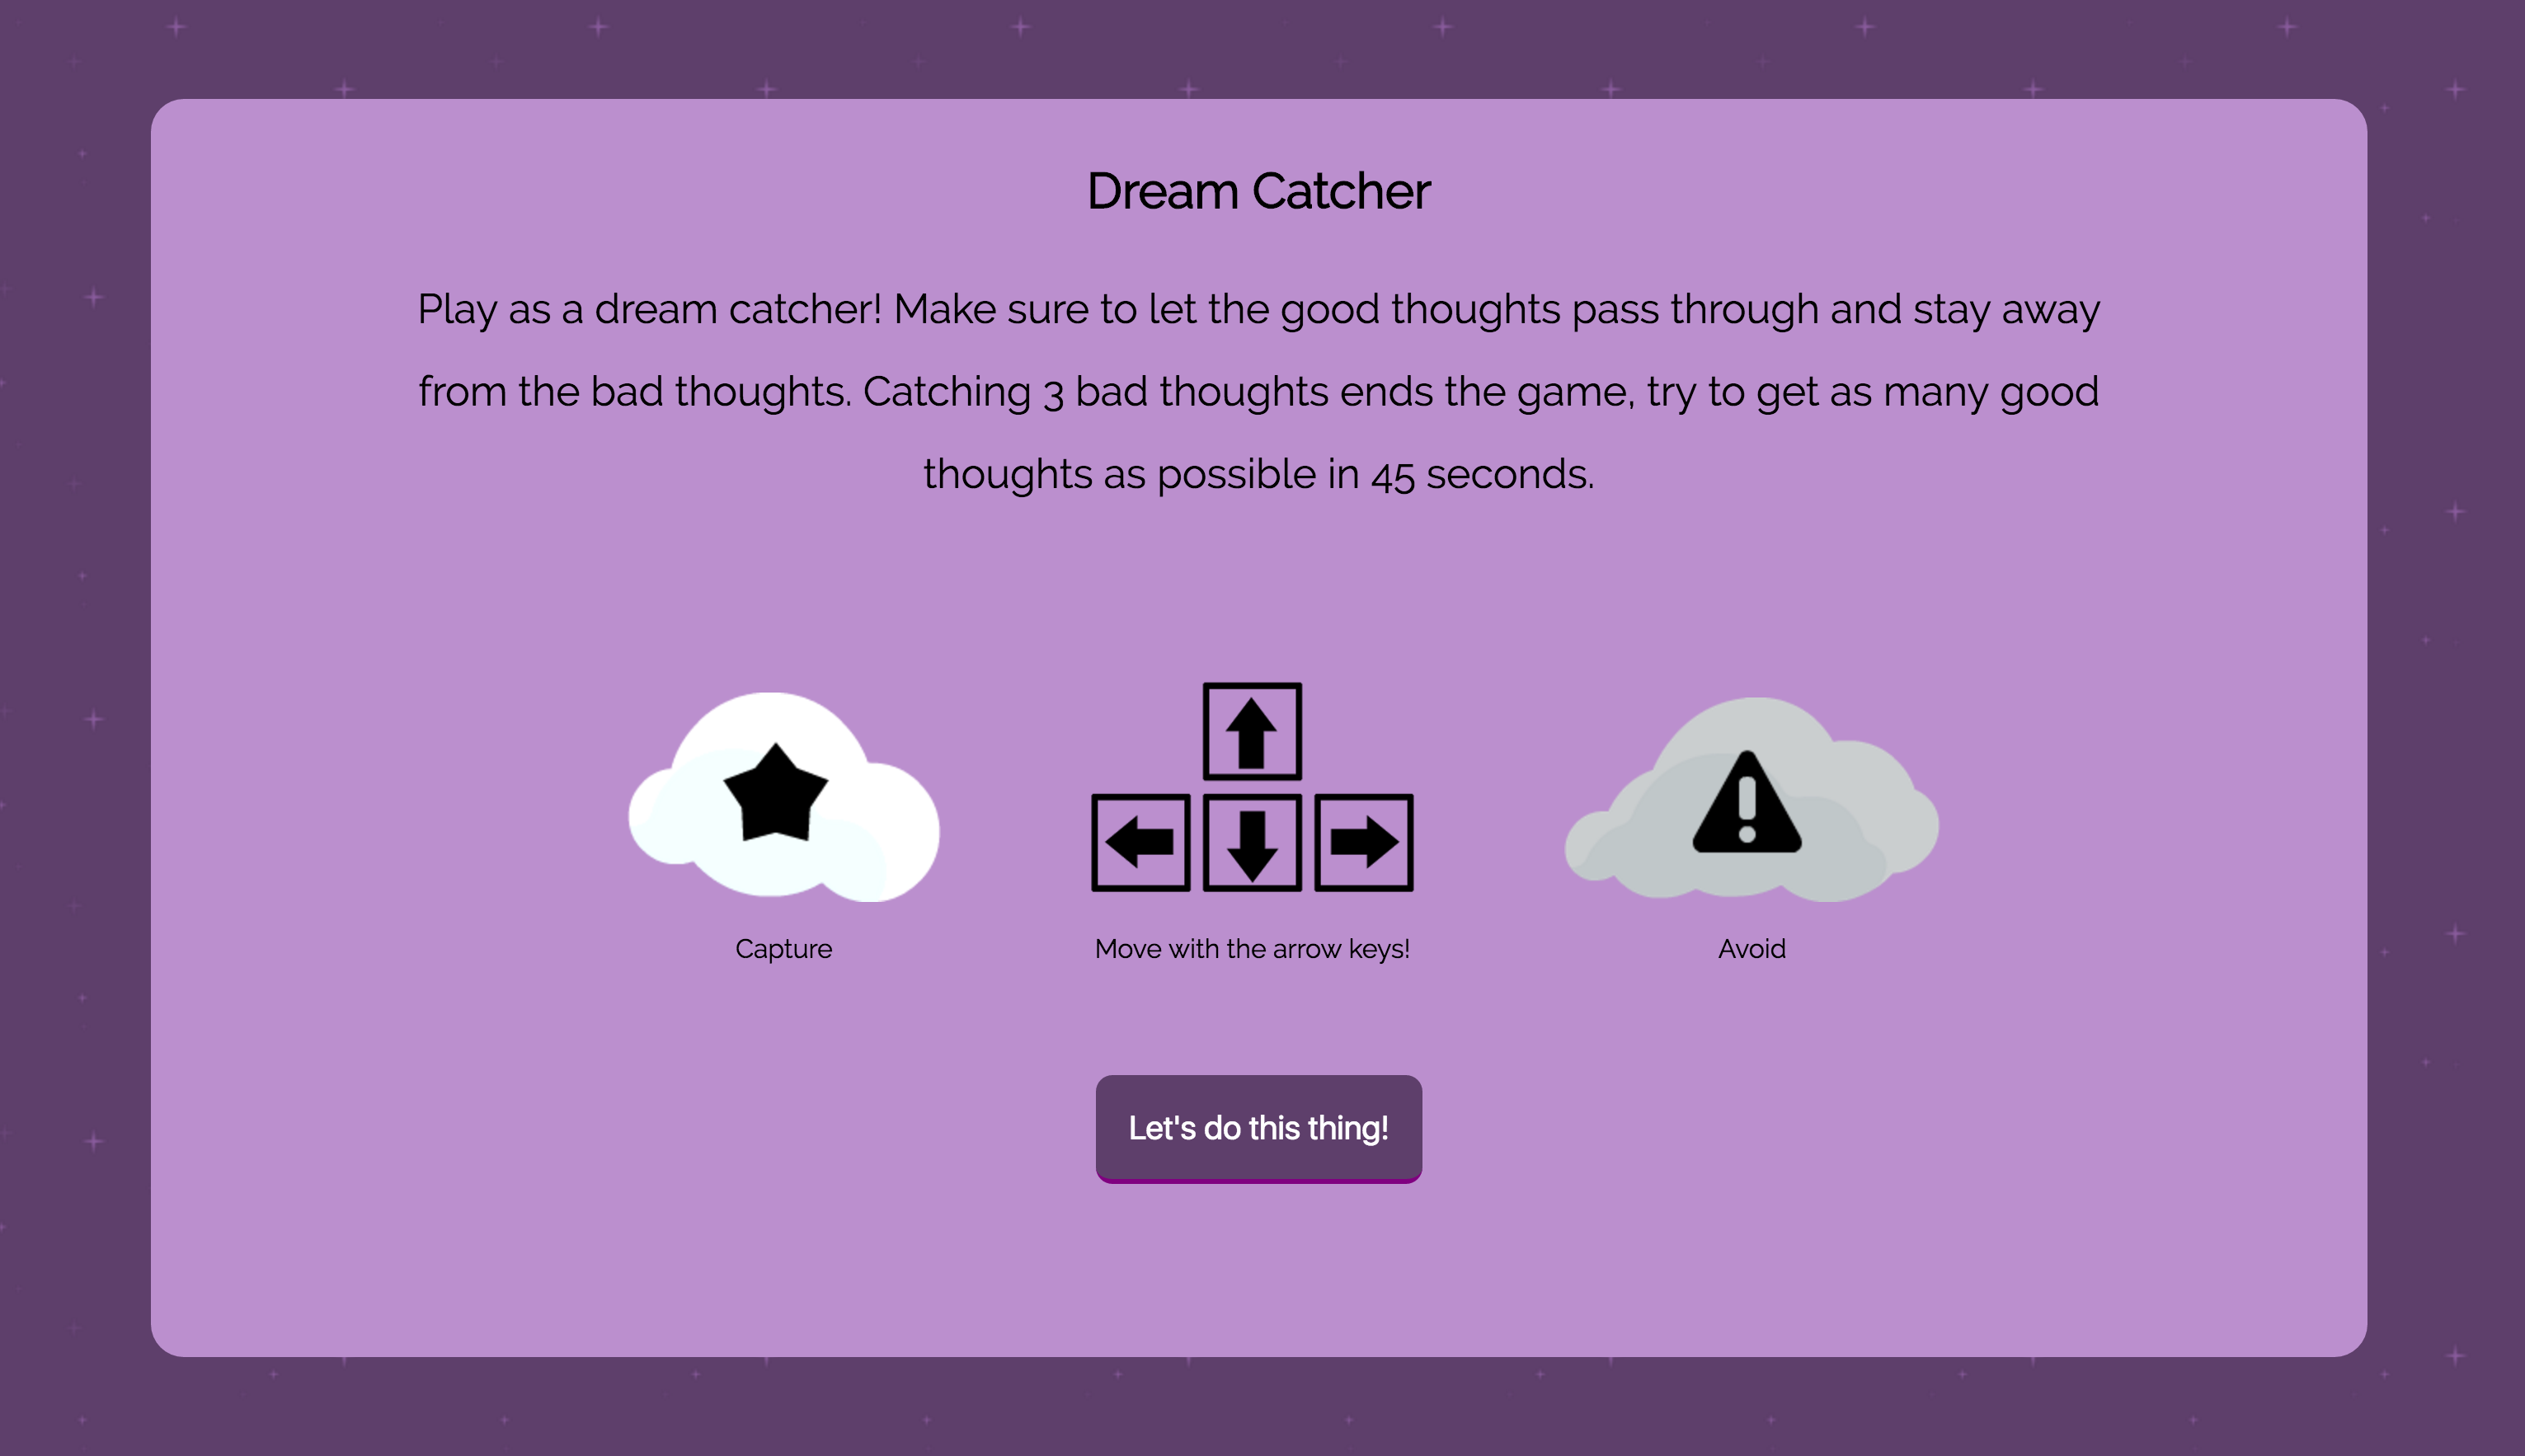 Dream Catcher
Play as a dream catcher! Make sure to let the good thoughts pass through and stay away
from the bad thoughts. Catching 3 bad thoughts ends the game, try to get as many good
thoughts as possible in 45 seconds.
Capture
Move with the arrow keys!
Avoid
Let's do this thing!